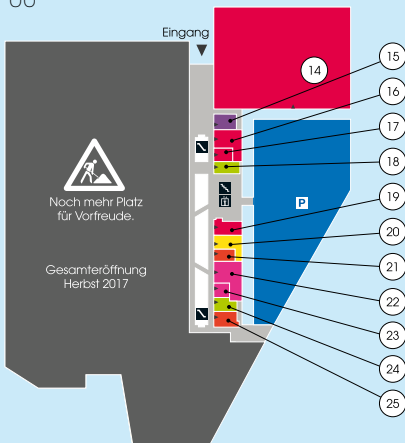 Eingang
14
15
16
17
18
19
20
21
22
23
24
25
P
Noch mehr Platz
für Vorfreude.
Gesamteröffnung
Herbst 2017